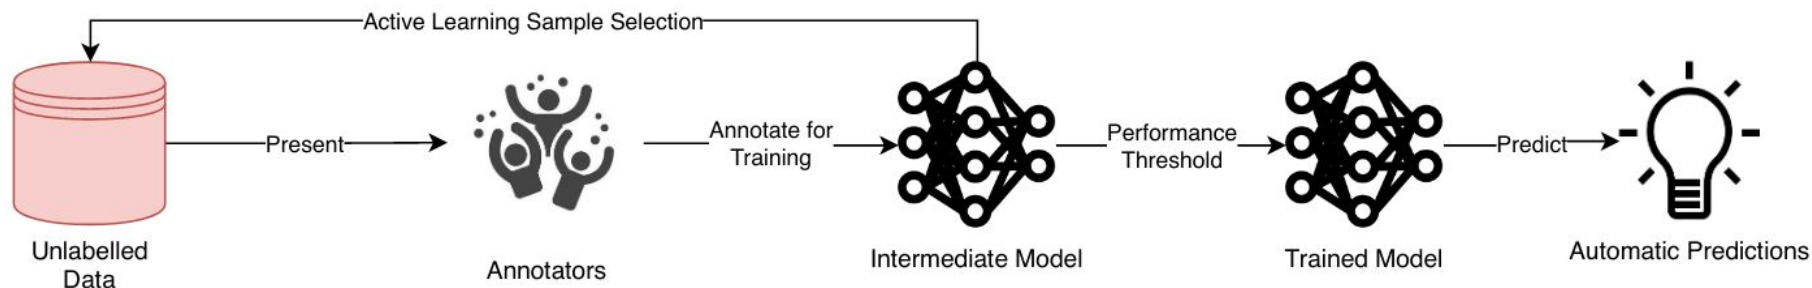 Active Learning Sample Selection
Present
Annotate for
Training
Performance
Threshold
Predict
Unlabelled
Data
Annotators
Intermediate Model
Trained Model
Automatic Predictions